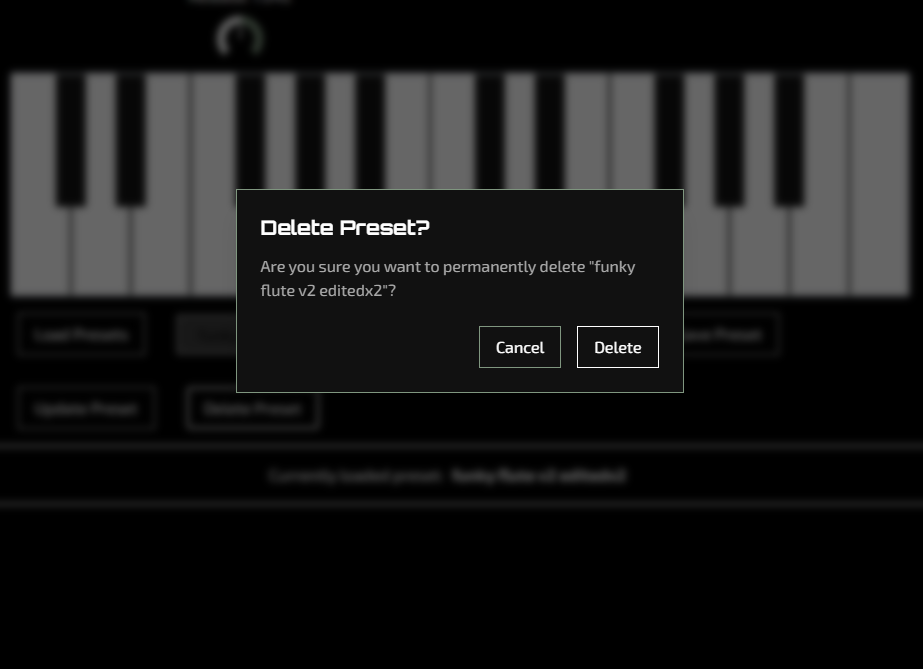 Delete Preset?
Are you sure you want to permanently delete "funky
flute v2 editedx2"?
Cancel
Delete
Load Presets
ave Preset
Update Preset
Delete Preset
Currently loaded preset: funky flute v2 editedx2